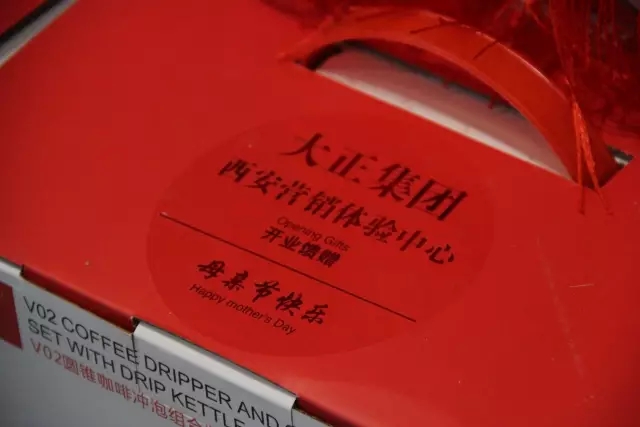 大正集团
西安营销体验中心
Opening Gifts
开业馈赠
母亲节快乐
Happy mother's Day
V02 COFFEE DRIPPER AND
SET WITH DRIP KETTLE
V02圆锥咖啡冲泡组合